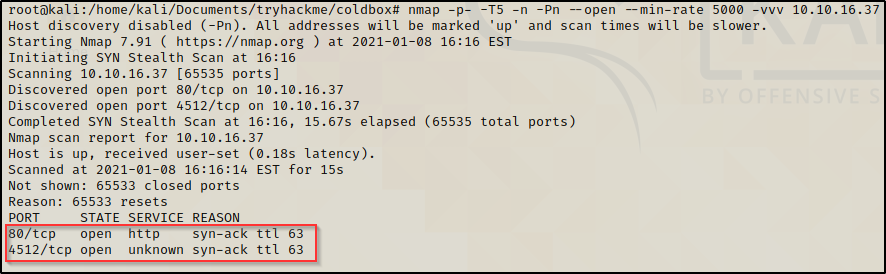 root@kali:/home/kali/Documents/tryhackme/coldbox# nmap -p- -T5 -n -Pn --open --min-rate 5000 -vvv 10.10.16.37
Host discovery disabled (-Pn). All addresses will be marked 'up' and scan times will be slower.
Starting Nmap 7.91 ( https://nmap.org ) at 2021-01-08 16:16 EST
Initiating SYN Stealth Scan at 16:16
Scanning 10.10.16.37 [65535 ports]
Discovered open port 80/tcp on 10.10.16.37
Discovered open port 4512/tcp on 10.10.16.37
Completed SYN Stealth Scan at 16:16, 15.67s elapsed (65535 total ports)
Nmap scan report for 10.10.16.37
Host is up, received user-set (0.18s latency).
Scanned at 2021-01-08 16:16:14 EST for 15s
Not shown: 65533 closed ports
Reason: 65533 resets
PORT     STATE SERVICE REASON
80/tcp   open  http    syn-ack ttl 63
4512/tcp open  unknown syn-ack ttl 63
BY OFFENSIVE S